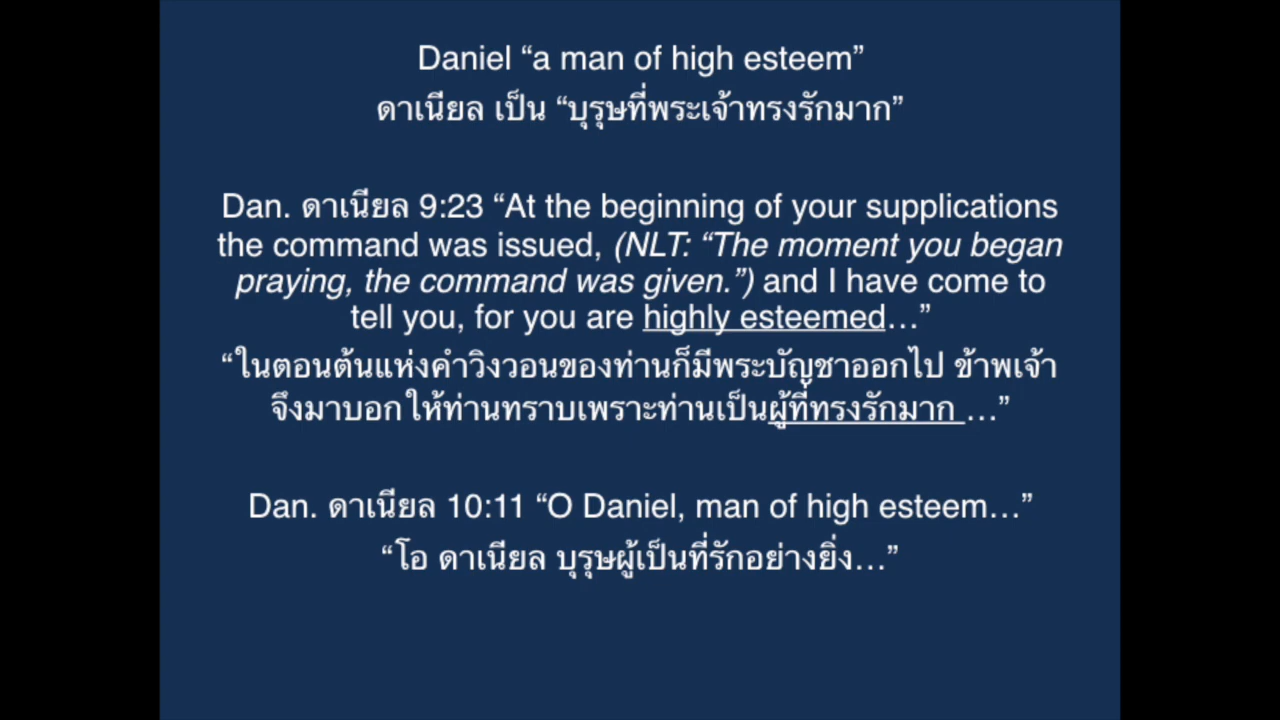 Daniel “a man of high esteem”
ดาเนียล เป็น “บุรุษที่พระเจ้าทรงรักมาก”
Dan. ดาเนียล 9:23 “At the beginning of your supplications
the command was issued, (NLT: “The moment you began
praying, the command was given.”) and I have come to
tell you, for you are highly esteemed…”
“ในตอนต้นแห่งคำวิงวอนของท่านก็มีพระบัญชาออกไป ข้าพเจ้า
จึงมาบอกให้ท่านทราบเพราะท่านเป็นผู้ที่ทรงรักมาก …”
Dan. ดาเนียล 10:11 “O Daniel, man of high esteem…”
“โอ ดาเนียล บุรุษผู้เป็นที่รักอย่างยิ่ง…”